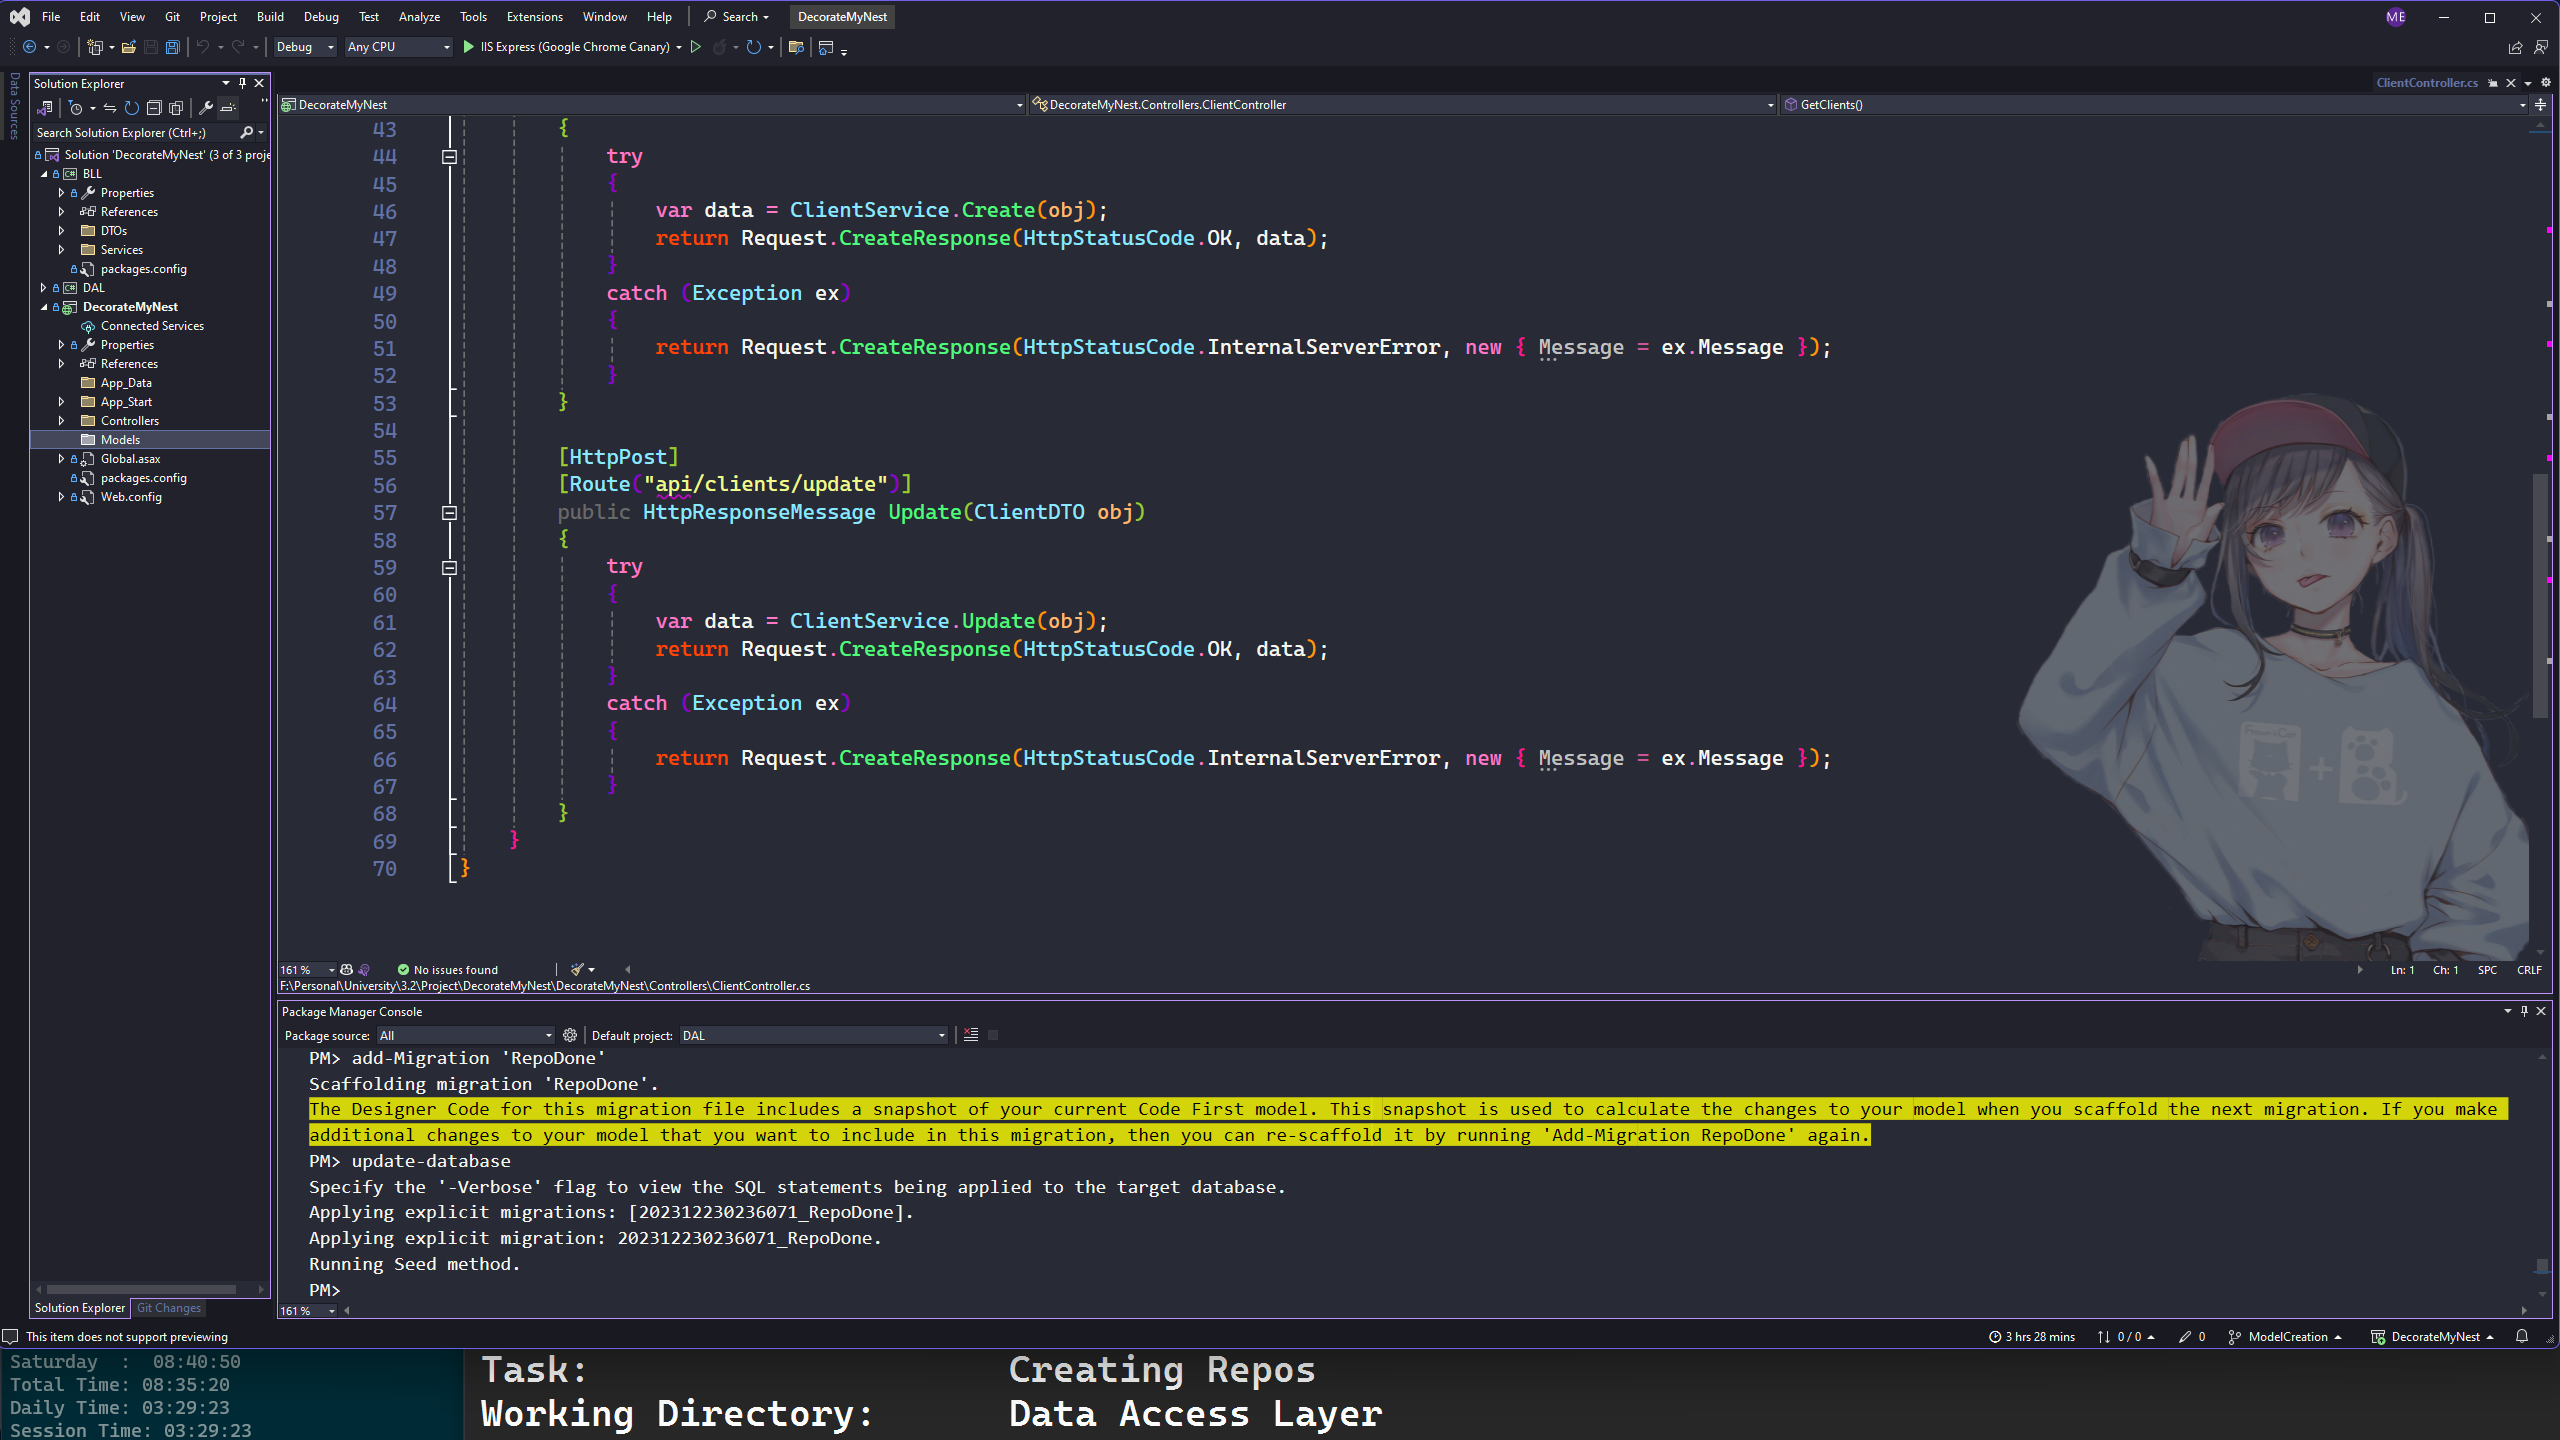 File Edit View Git Project Build Debug Test Analyze Tools Extensions Window Help Search DecorateMyNest ME
Debug Any CPU IIS Express (Google Chrome Canary)
Data Sources
Solution Explorer
Search Solution Explorer (Ctrl+;)
Solution 'DecorateMyNest' (3 of 3 proje
BLL
Properties
References
DTOs
Services
packages.config
DAL
DecorateMyNest
Connected Services
Properties
References
App_Data
App_Start
Controllers
Models
Global.asax
packages.config
Web.config
Solution Explorer Git Changes
ClientController.cs
DecorateMyNest DecorateMyNest.Controllers.ClientController GetClients()
43 {
44 try
45 {
46 var data = ClientService.Create(obj);
47 return Request.CreateResponse(HttpStatusCode.OK, data);
48 }
49 catch (Exception ex)
50 {
51 return Request.CreateResponse(HttpStatusCode.InternalServerError, new { Message = ex.Message });
52 }
53 }
54
55 [HttpPost]
56 [Route("api/clients/update")]
57 public HttpResponseMessage Update(ClientDTO obj)
58 {
59 try
60 {
61 var data = ClientService.Update(obj);
62 return Request.CreateResponse(HttpStatusCode.OK, data);
63 }
64 catch (Exception ex)
65 {
66 return Request.CreateResponse(HttpStatusCode.InternalServerError, new { Message = ex.Message });
67 }
68 }
69 }
70 }
161 % No issues found Ln: 1 Ch: 1 SPC CRLF
F:\Personal\University\3.2\Project\DecorateMyNest\DecorateMyNest\Controllers\ClientController.cs
Package Manager Console
Package source: All Default project: DAL
PM> add-Migration 'RepoDone'
Scaffolding migration 'RepoDone'.
The Designer Code for this migration file includes a snapshot of your current Code First model. This snapshot is used to calculate the changes to your model when you scaffold the next migration. If you make
additional changes to your model that you want to include in this migration, then you can re-scaffold it by running 'Add-Migration RepoDone' again.
PM> update-database
Specify the '-Verbose' flag to view the SQL statements being applied to the target database.
Applying explicit migrations: [202312230236071_RepoDone].
Applying explicit migration: 202312230236071_RepoDone.
Running Seed method.
PM>
161 %
This item does not support previewing 3 hrs 28 mins 0 / 0 0 ModelCreation DecorateMyNest
Saturday : 08:40:50
Total Time: 08:35:20
Daily Time: 03:29:23
Session Time: 03:29:23
Task: Creating Repos
Working Directory: Data Access Layer